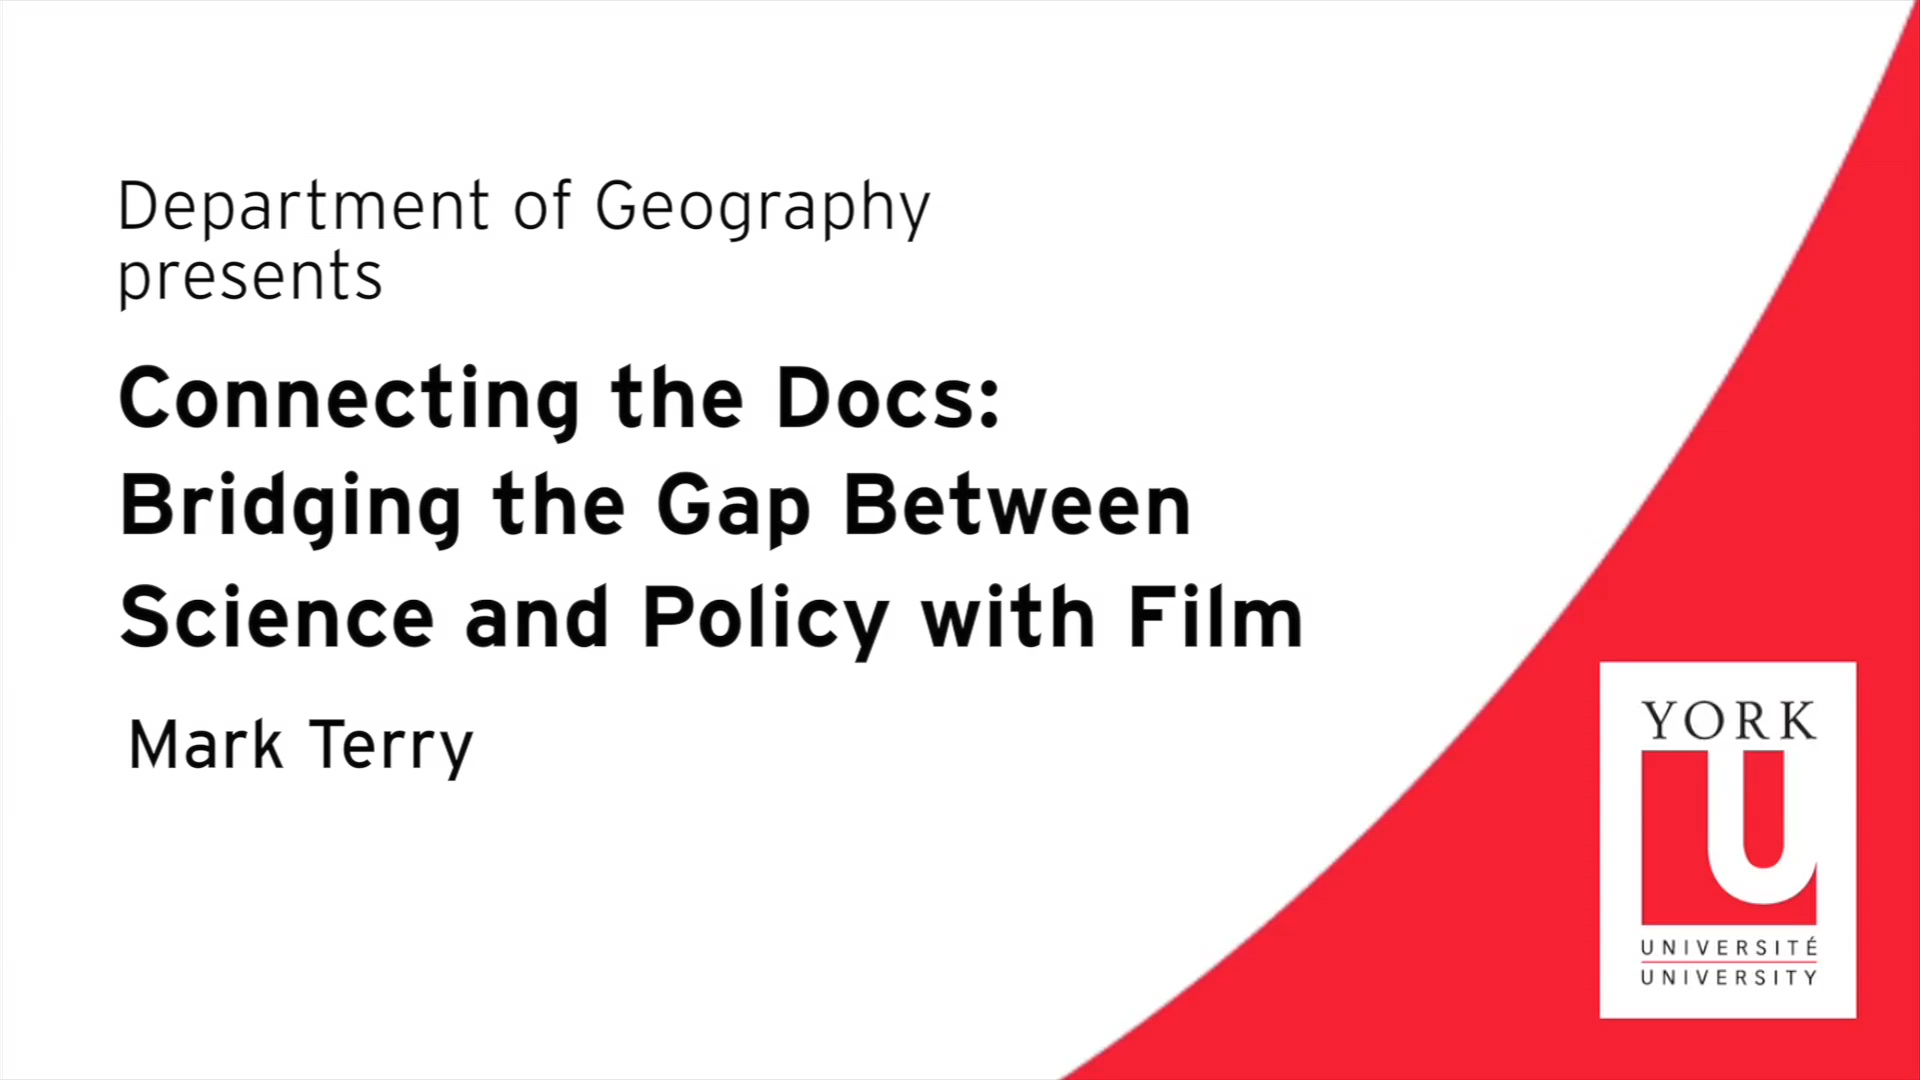 Department of Geography
presents
Connecting the Docs:
Bridging the Gap Between
Science and Policy with Film
Mark Terry
YORK
U
UNIVERSITÉ
UNIVERSITY